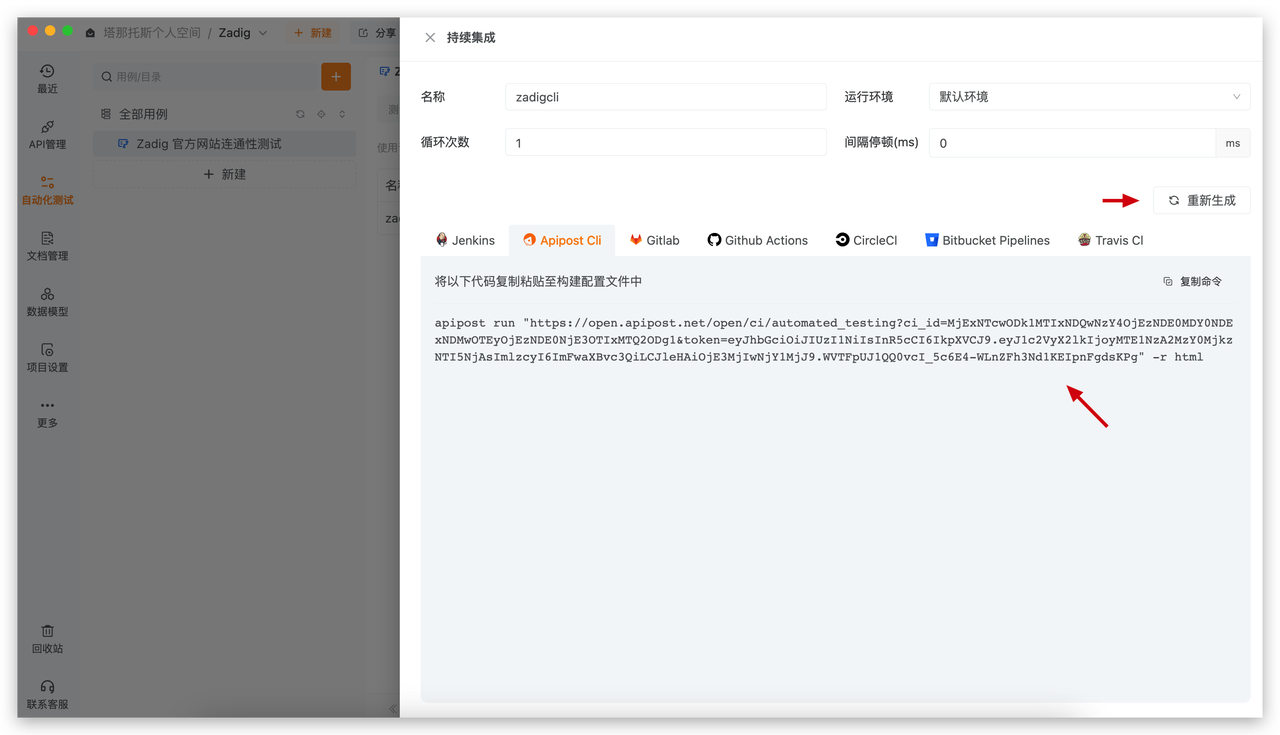 塔那托斯个人空间 / Zadig
新建
分享
最近
API管理
自动化测试
文档管理
数据模型
项目设置
更多
回收站
联系客服
用例/目录
全部用例
Zadig 官方网站连通性测试
新建
持续集成
名称
zadigcli
运行环境
默认环境
循环次数
1
间隔停顿(ms)
0
ms
重新生成
Jenkins
Apipost Cli
Gitlab
Github Actions
CircleCI
Bitbucket Pipelines
Travis CI
将以下代码复制粘贴至构建配置文件中
复制命令
apipost run "https://open.apipost.net/open/ci/automated_testing?ci_id=MjExNTcwODk1MTIxNDQwNzY4OjEzNDE0MDY0NDE
xNDMwOTEyOjEzNDE0NjE3OTIxMTQ2ODg1&token=eyJhbGciOiJIUzI1NiIsInR5cCI6IkpXVCJ9.eyJ1c2VyX2lkIjoyMTE1NzA2MzY0Mjkz
NTI5NjAsImlzcyI6ImFwaXBvc3QiLCJleHAiOjE3MjIwNjY1MjJ9.WVTFpUJ1QQ0vcI_5c6E4-WLnZFh3Nd1KEIpnFgdsKPg" -r html